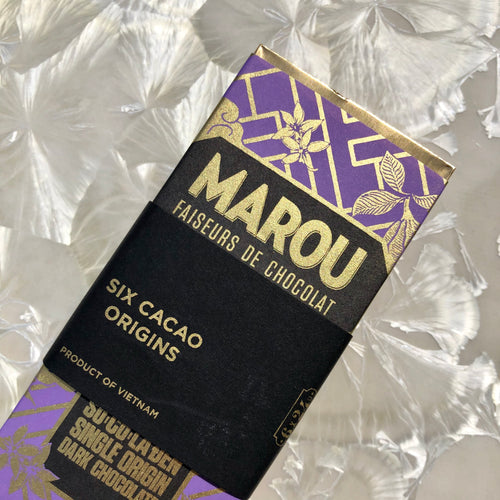 MAROU
FAISEURS DE CHOCOLAT
SIX CACAO
ORIGINS
PRODUCT OF VIETNAM
SINGLE ORIGIN
DARK CHOCOLATE